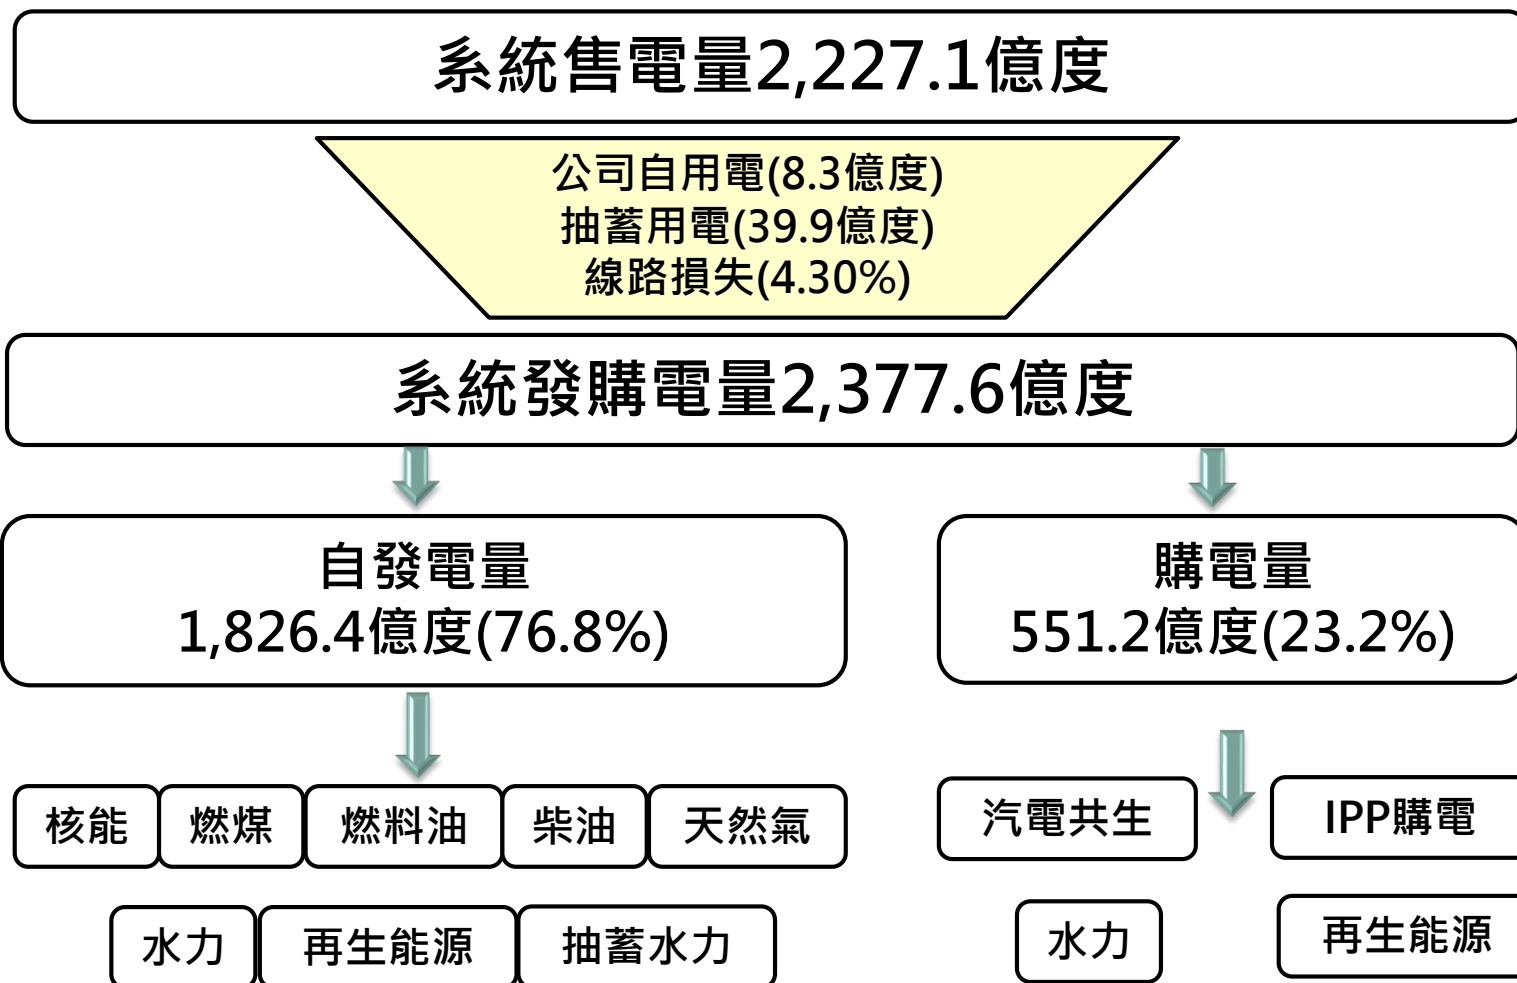 系統售電量2,227.1億度
公司自用電(8.3億度)
抽蓄用電(39.9億度)
線路損失(4.30%)
系統發購電量2,377.6億度
自發電量
1,826.4億度(76.8%)
購電量
551.2億度(23.2%)
核能
燃煤
燃料油
柴油
天然氣
汽電共生
IPP購電
水力
再生能源
抽蓄水力
水力
再生能源